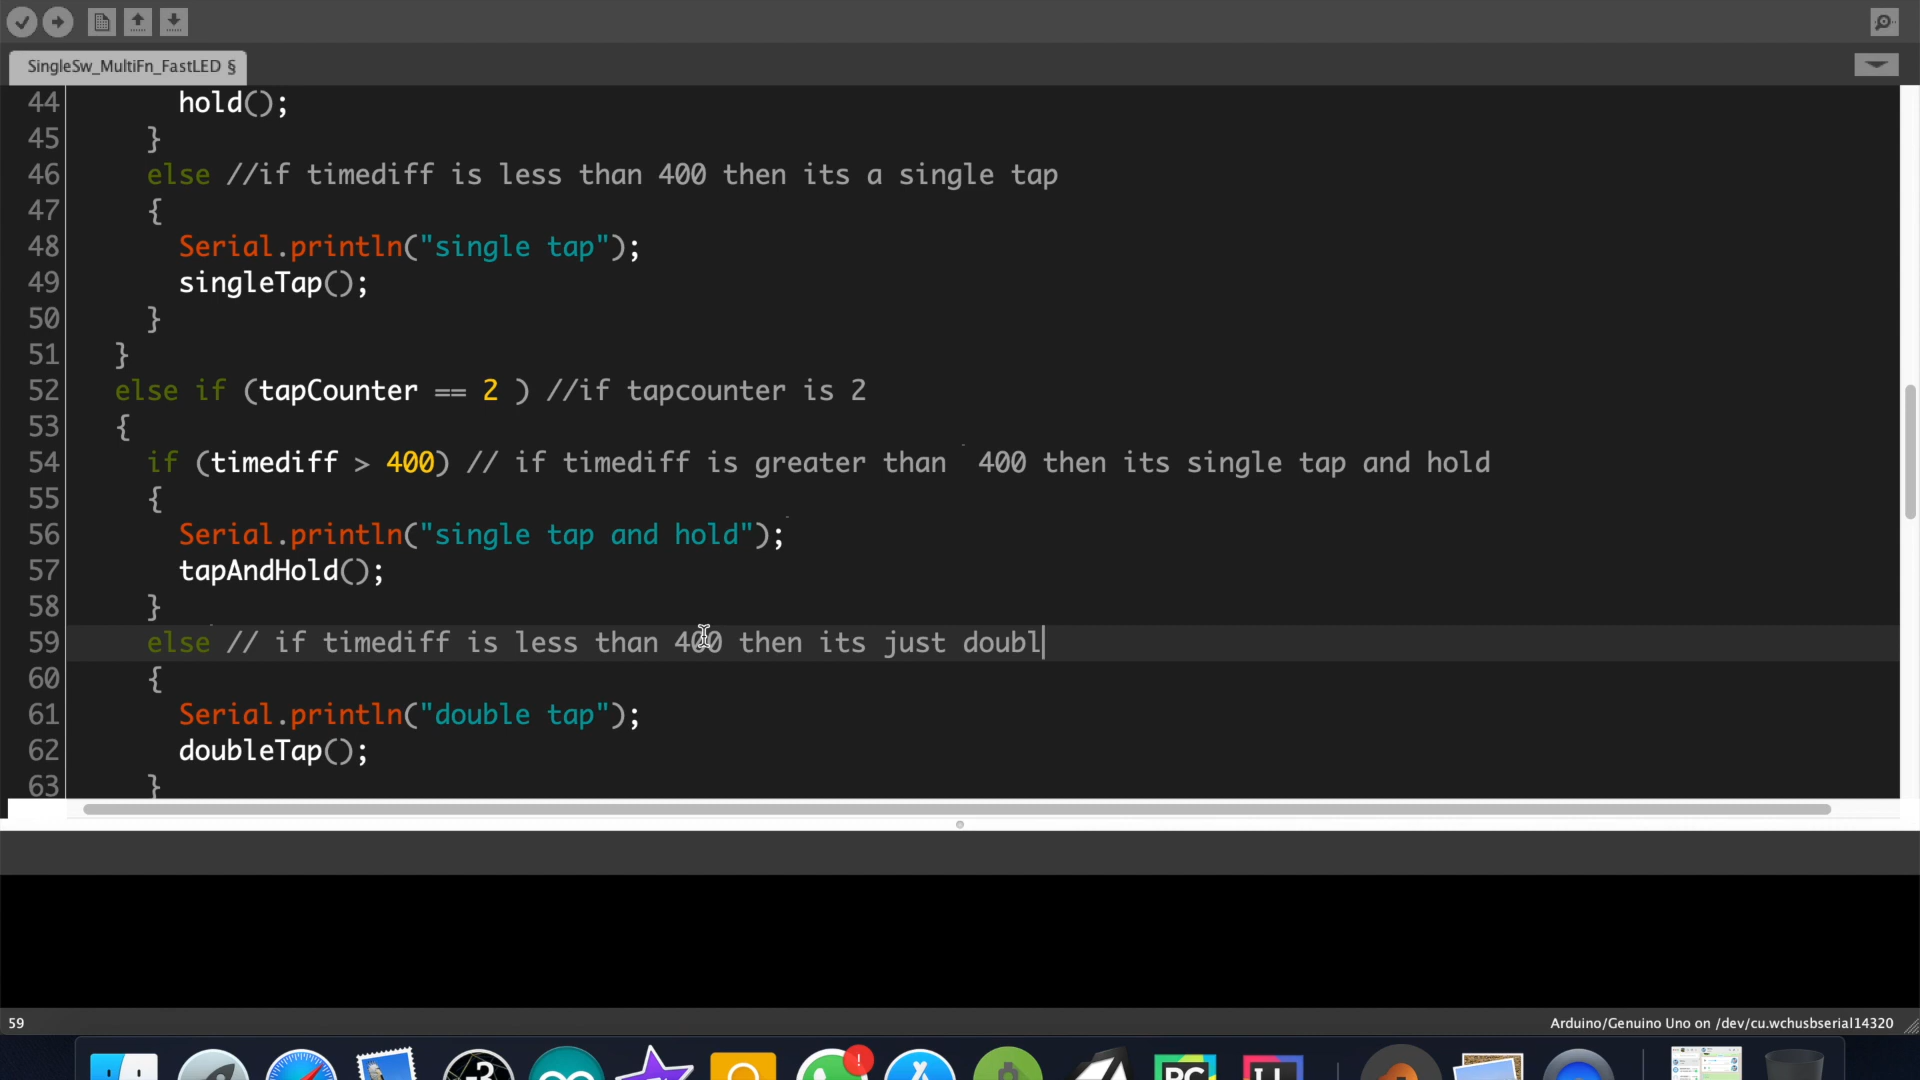 SingleSw_MultiFn_FastLED §
44 hold();
45 }
46 else //if timediff is less than 400 then its a single tap
47 {
48 Serial.println("single tap");
49 singleTap();
50 }
51 }
52 else if (tapCounter == 2 ) //if tapcounter is 2
53 {
54 if (timediff > 400) // if timediff is greater than 400 then its single tap and hold
55 {
56 Serial.println("single tap and hold");
57 tapAndHold();
58 }
59 else // if timediff is less than 400 then its just doubl
60 {
61 Serial.println("double tap");
62 doubleTap();
63 }
59
Arduino/Genuino Uno on /dev/cu.wchusbserial14320
-3
!
PC